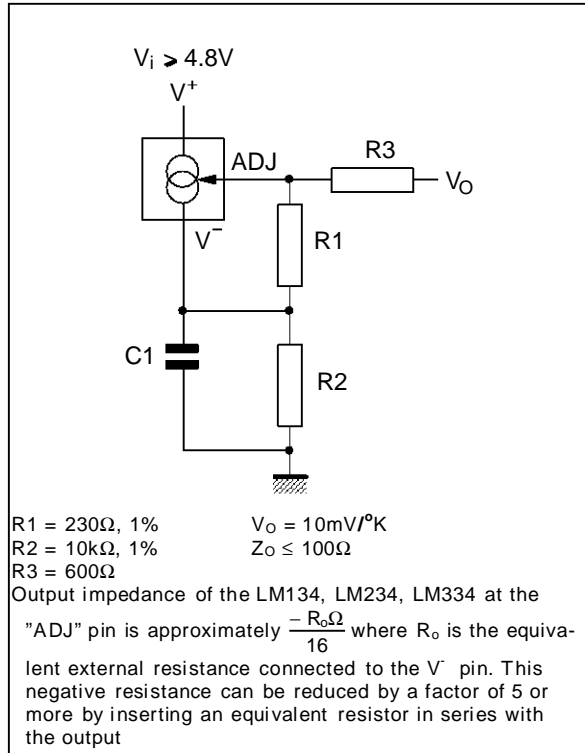 Vi ⩾ 4.8V
V+
ADJ
R3
VO
V−
R1
C1
R2
R1 = 230Ω, 1%
VO = 10mV/°K
R2 = 10kΩ, 1%
ZO ≤ 100Ω
R3 = 600Ω
Output impedance of the LM134, LM234, LM334 at the
"ADJ" pin is approximately − RoΩ/16 where Ro is the equiva-
lent external resistance connected to the V- pin. This
negative resistance can be reduced by a factor of 5 or
more by inserting an equivalent resistor in series with
the output